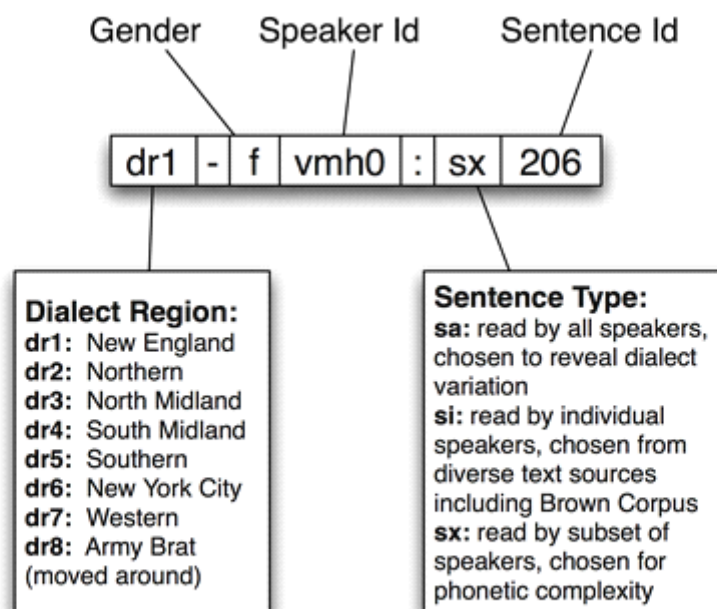 Gender Speaker Id Sentence Id
dr1 - f vmh0 : sx 206
Dialect Region:
dr1: New England
dr2: Northern
dr3: North Midland
dr4: South Midland
dr5: Southern
dr6: New York City
dr7: Western
dr8: Army Brat
(moved around)
Sentence Type:
sa: read by all speakers,
chosen to reveal dialect
variation
si: read by individual
speakers, chosen from
diverse text sources
including Brown Corpus
sx: read by subset of
speakers, chosen for
phonetic complexity